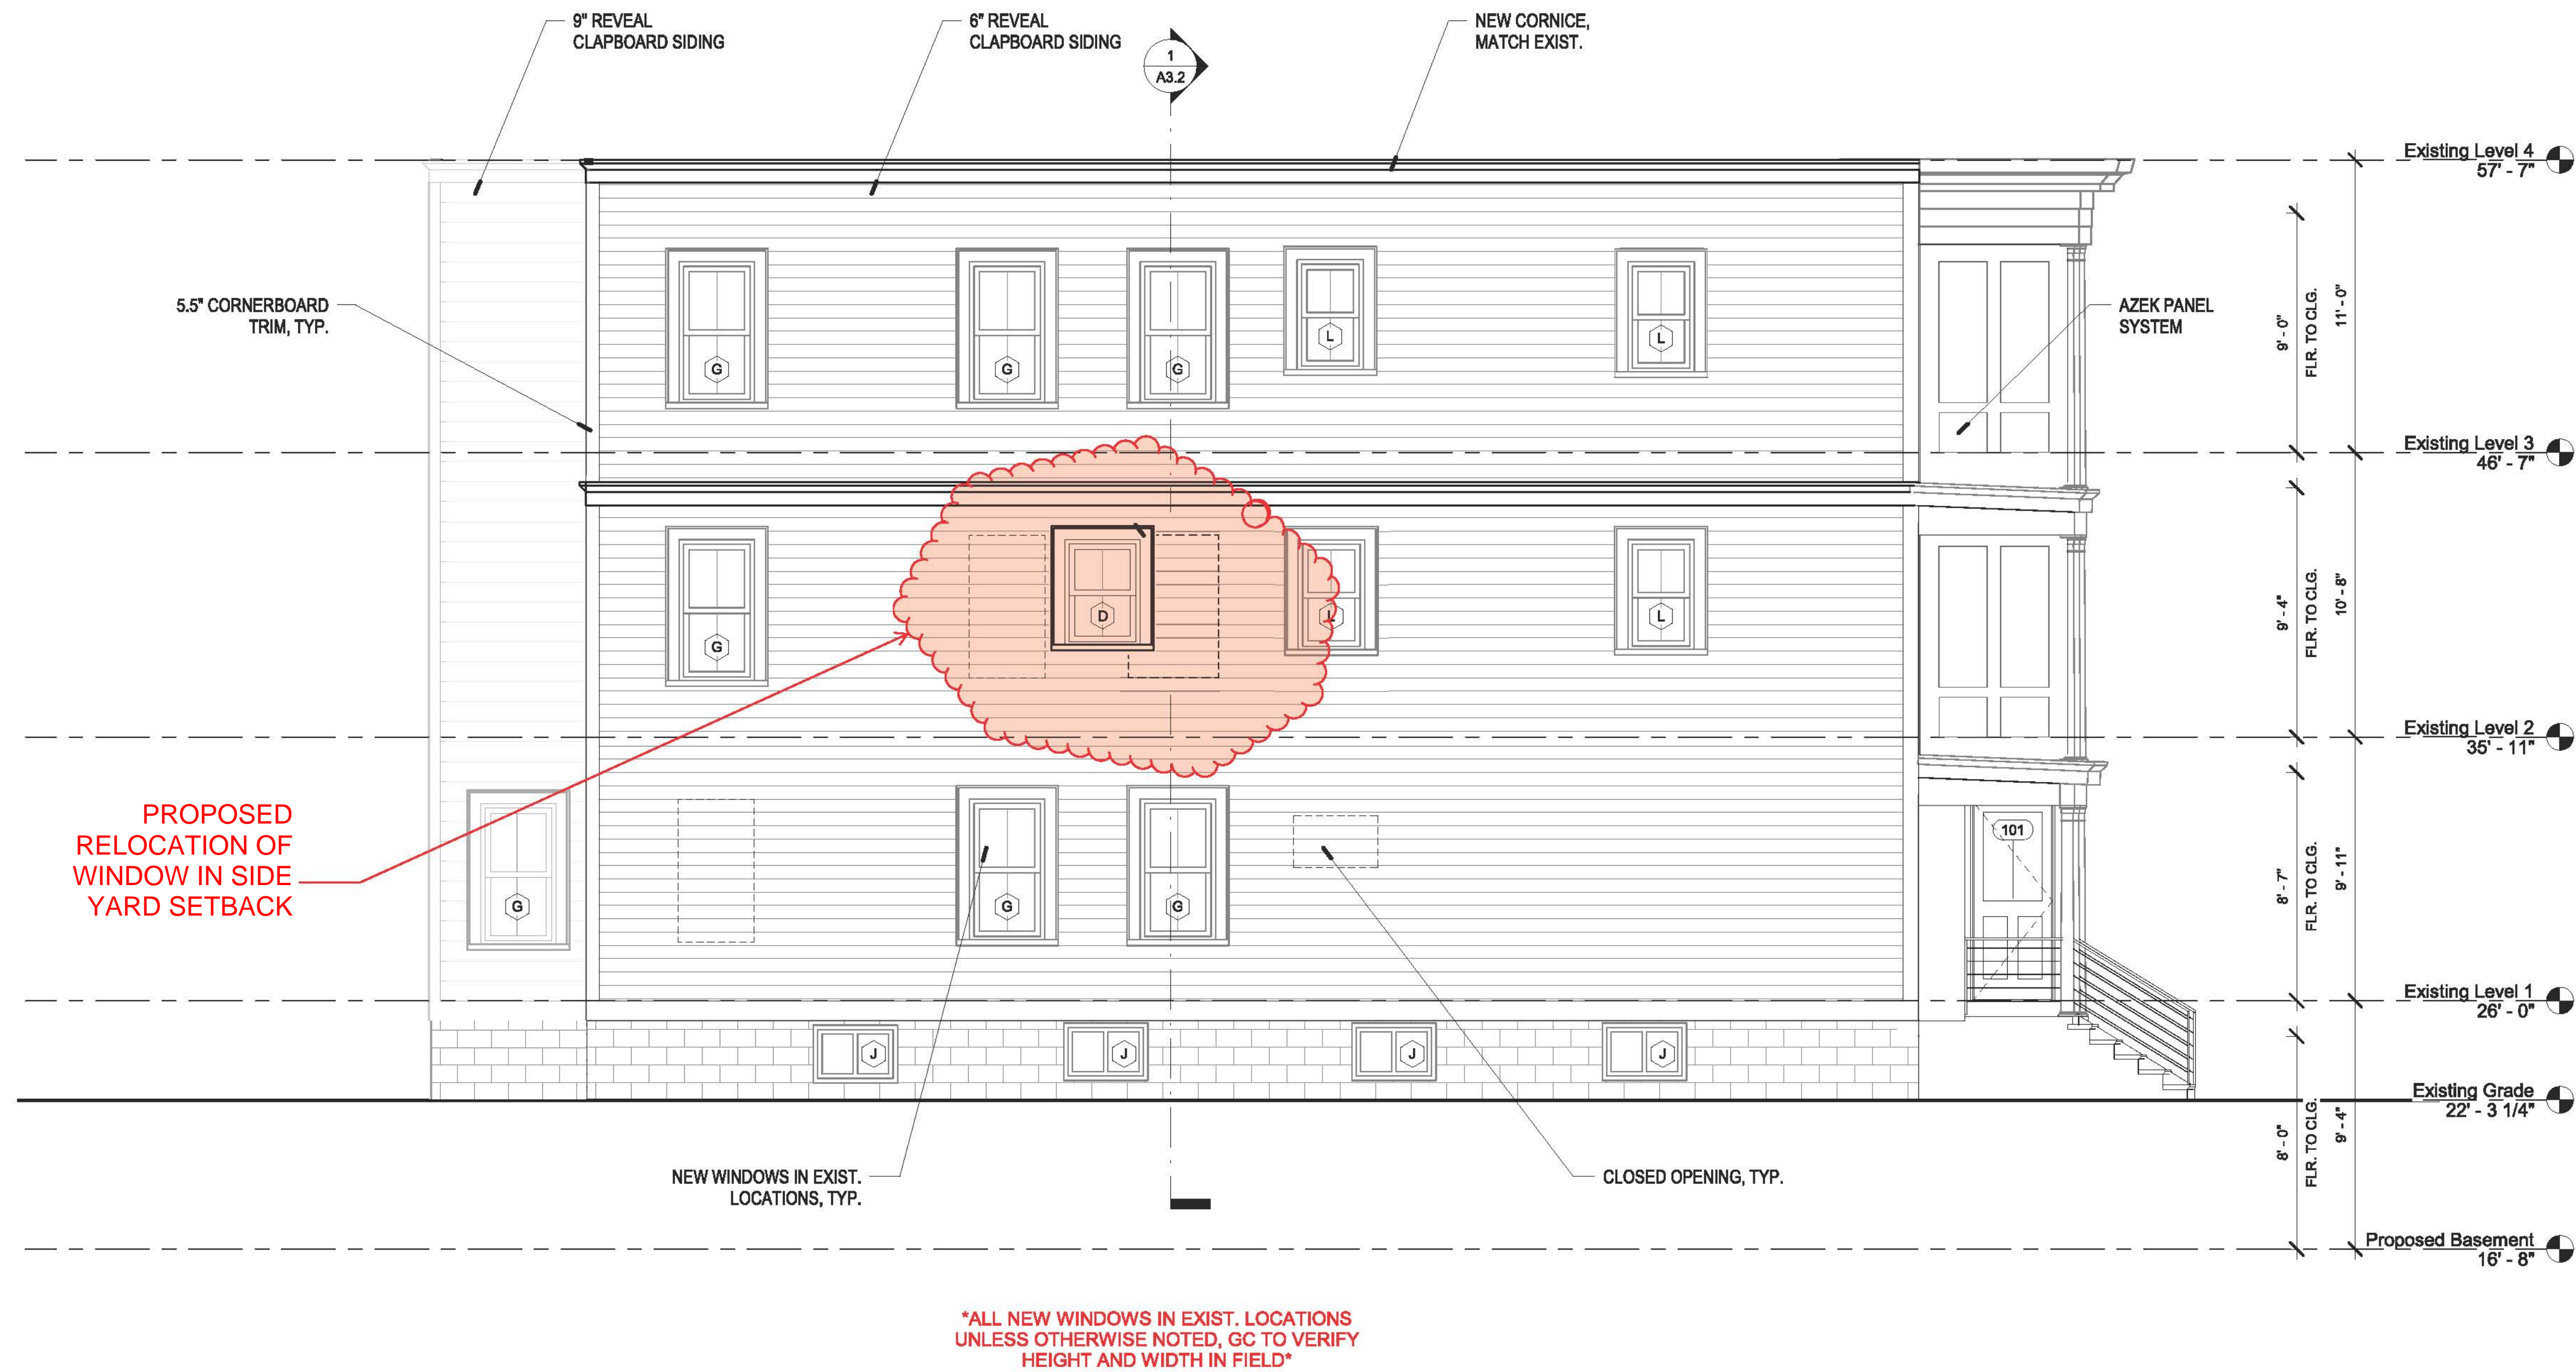 9" REVEAL
CLAPBOARD SIDING
6" REVEAL
CLAPBOARD SIDING
1
A3.2
NEW CORNICE,
MATCH EXIST.
Existing Level 4
57' - 7"
5.5" CORNERBOARD
TRIM, TYP.
AZEK PANEL
SYSTEM
G
G
G
L
L
9' - 0"
FLR. TO CLG.
11' - 0"
Existing Level 3
46' - 7"
G
D
L
L
9' - 4"
FLR. TO CLG.
10' - 8"
Existing Level 2
35' - 11"
PROPOSED
RELOCATION OF
WINDOW IN SIDE
YARD SETBACK
G
G
G
101
8' - 7"
FLR. TO CLG.
9' - 11"
Existing Level 1
26' - 0"
J
J
J
J
Existing Grade
22' - 3 1/4"
8' - 0"
FLR. TO CLG.
9' - 4"
NEW WINDOWS IN EXIST.
LOCATIONS, TYP.
CLOSED OPENING, TYP.
Proposed Basement
16' - 8"
*ALL NEW WINDOWS IN EXIST. LOCATIONS
UNLESS OTHERWISE NOTED, GC TO VERIFY
HEIGHT AND WIDTH IN FIELD*